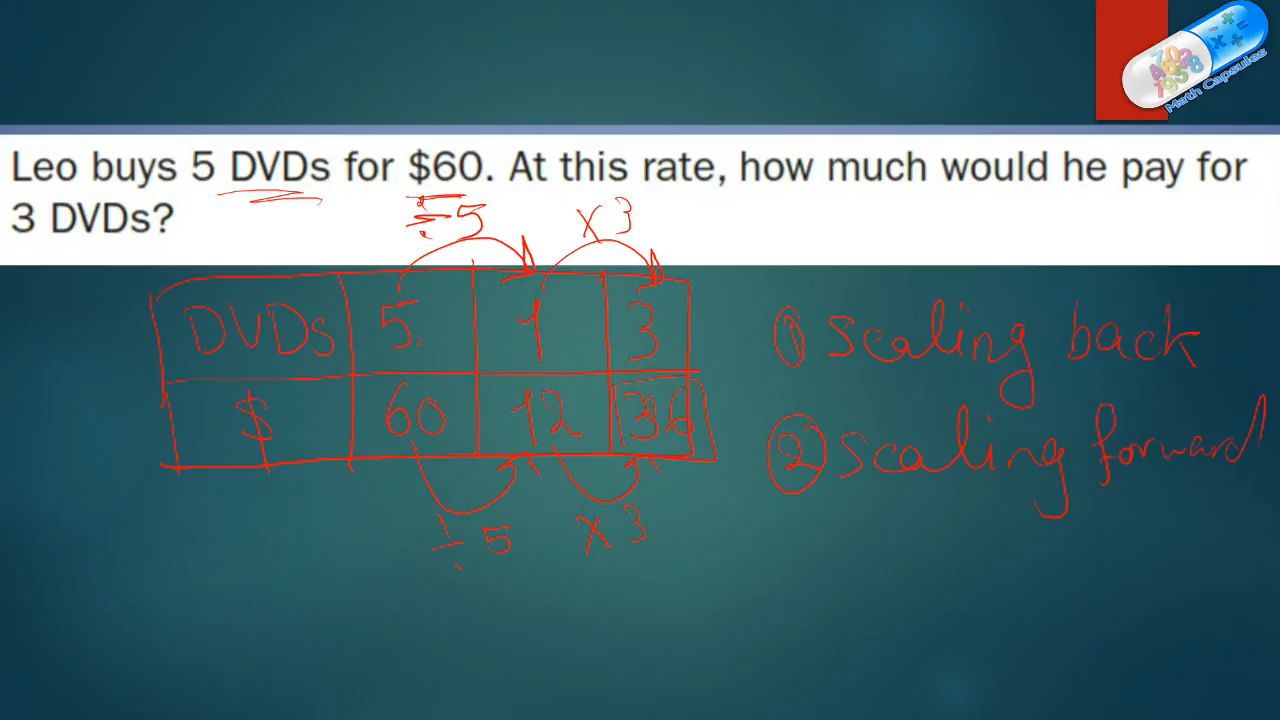 Math Capsules
Leo buys 5 DVDs for $60. At this rate, how much would he pay for
3 DVDs?
÷5 x3
DVDs 5 1 3
$ 60 12 36
÷5 x3
① scaling back
② scaling forward